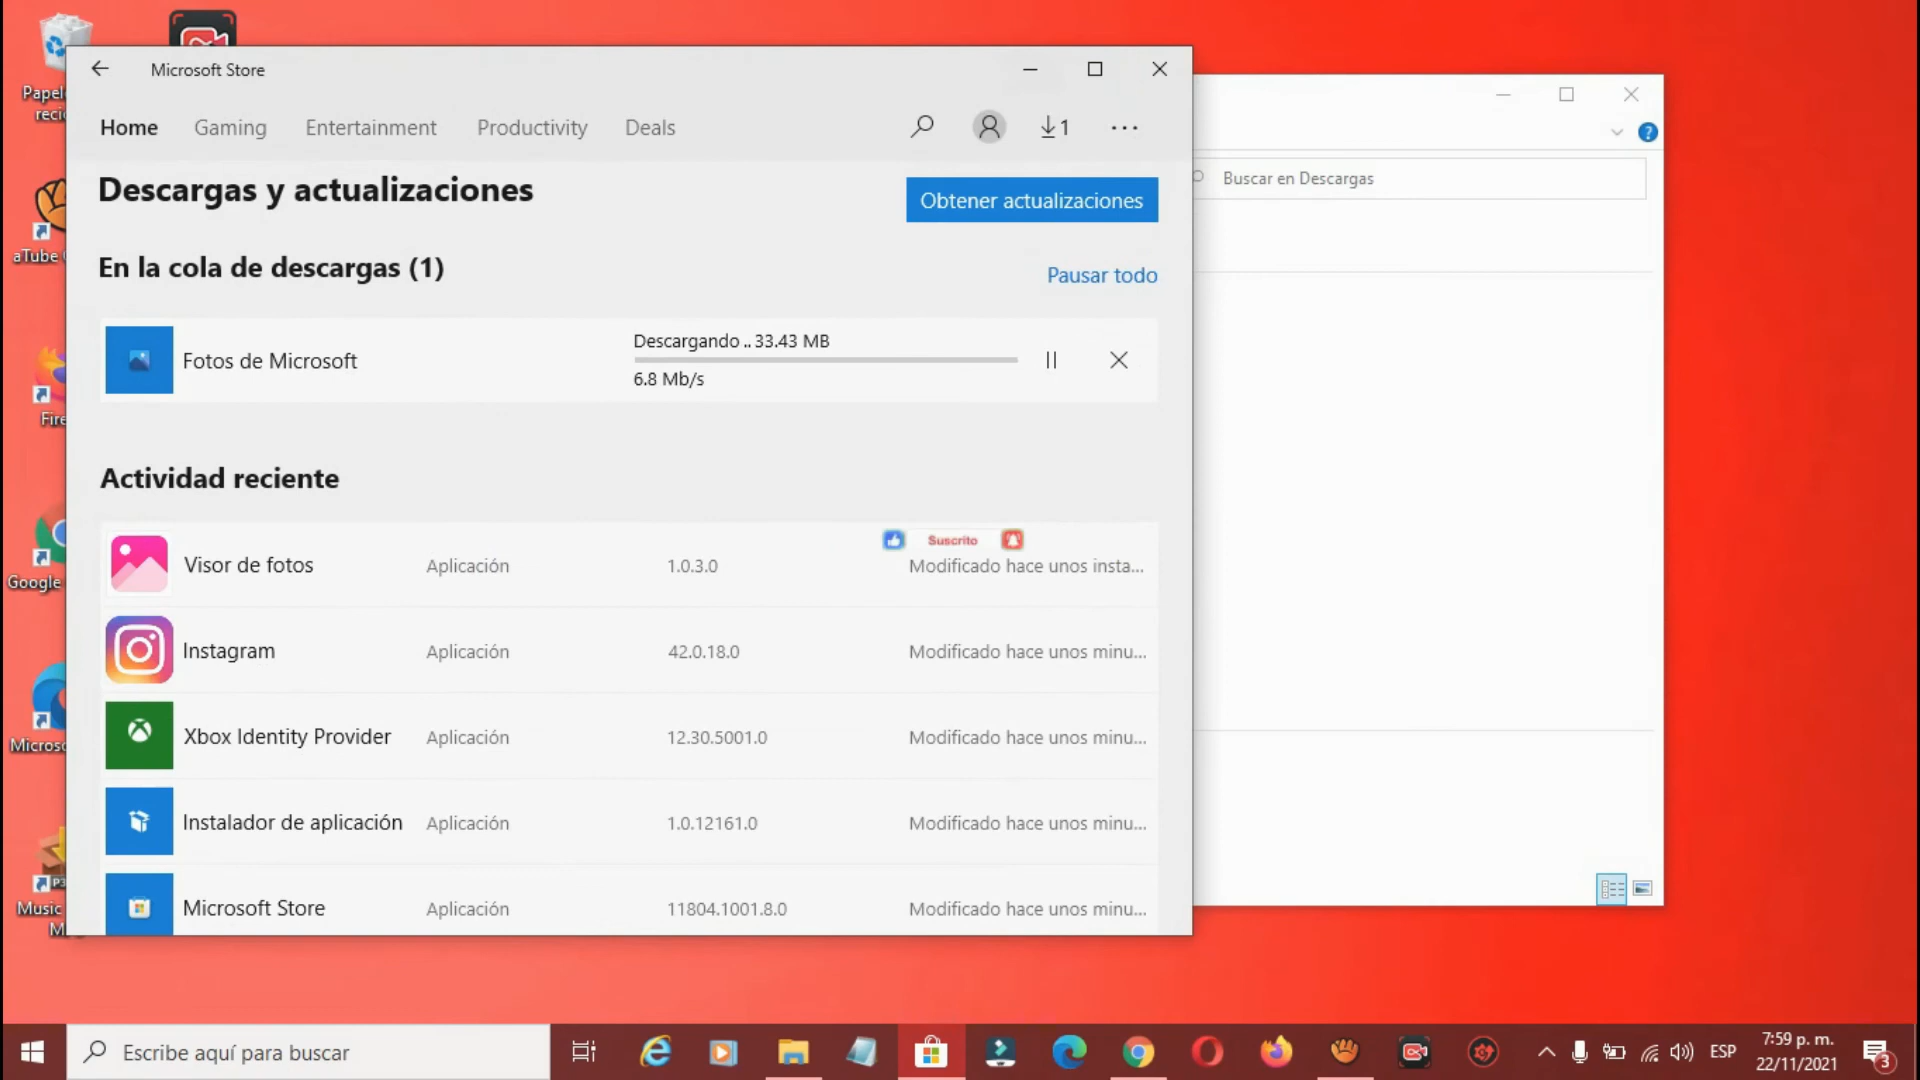 Microsoft Store
Home Gaming Entertainment Productivity Deals 1
Descargas y actualizaciones
Obtener actualizaciones
En la cola de descargas (1)
Pausar todo
Fotos de Microsoft
Descargando .. 33.43 MB
6.8 Mb/s
Actividad reciente
Suscrito
Visor de fotos Aplicación 1.0.3.0 Modificado hace unos insta...
Instagram Aplicación 42.0.18.0 Modificado hace unos minu...
Xbox Identity Provider Aplicación 12.30.5001.0 Modificado hace unos minu...
Instalador de aplicación Aplicación 1.0.12161.0 Modificado hace unos minu...
Microsoft Store Aplicación 11804.1001.8.0 Modificado hace unos minu...
Buscar en Descargas
Papel
reci
aTube
Fire
Google
Micros
Music
M
Escribe aquí para buscar
ESP
7:59 p. m.
22/11/2021
3